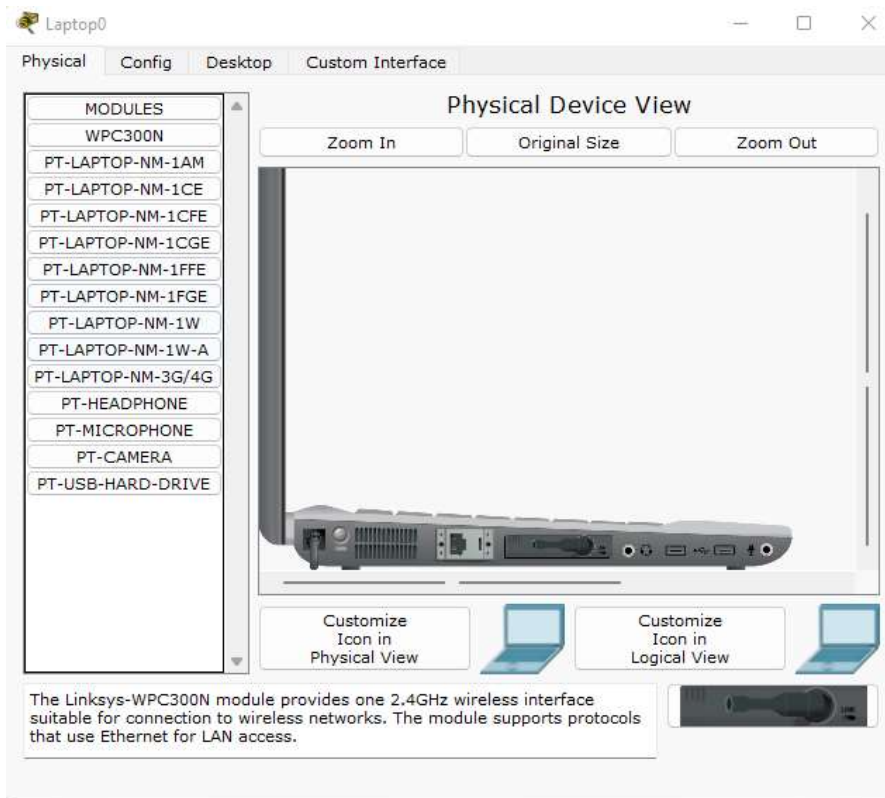 Laptop0
Physical
Config
Desktop
Custom Interface
MODULES
WPC300N
PT-LAPTOP-NM-1AM
PT-LAPTOP-NM-1CE
PT-LAPTOP-NM-1CFE
PT-LAPTOP-NM-1CGE
PT-LAPTOP-NM-1FFE
PT-LAPTOP-NM-1FGE
PT-LAPTOP-NM-1W
PT-LAPTOP-NM-1W-A
PT-LAPTOP-NM-3G/4G
PT-HEADPHONE
PT-MICROPHONE
PT-CAMERA
PT-USB-HARD-DRIVE
Physical Device View
Zoom In
Original Size
Zoom Out
Customize
Icon in
Physical View
Customize
Icon in
Logical View
The Linksys-WPC300N module provides one 2.4GHz wireless interface
suitable for connection to wireless networks. The module supports protocols
that use Ethernet for LAN access.